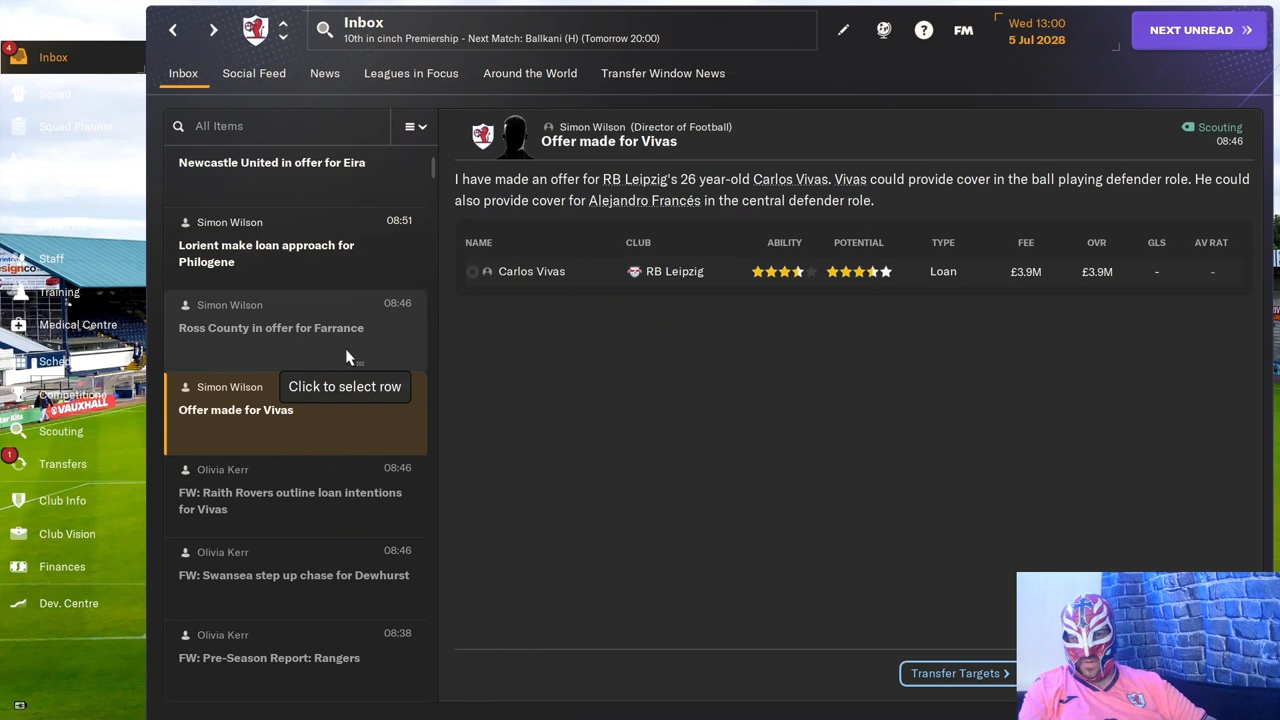 Inbox
10th in cinch Premiership - Next Match: Ballkani (H) (Tomorrow 20:00)
FM
Wed 13:00
5 Jul 2028
NEXT UNREAD
4
Inbox
Squad
Squad Planner
Staff
Training
Medical Centre
Sched
Competitions
Scouting
1
Transfers
Club Info
Club Vision
Finances
Dev. Centre
VAUXHALL
Inbox
Social Feed
News
Leagues in Focus
Around the World
Transfer Window News
All Items
Newcastle United in offer for Eira
Simon Wilson
08:51
Lorient make loan approach for
Philogene
Simon Wilson
08:46
Ross County in offer for Farrance
Simon Wilson
Click to select row
Offer made for Vivas
Olivia Kerr
08:46
FW: Raith Rovers outline loan intentions
for Vivas
Olivia Kerr
08:46
FW: Swansea step up chase for Dewhurst
Olivia Kerr
08:38
FW: Pre-Season Report: Rangers
Simon Wilson (Director of Football)
Offer made for Vivas
Scouting
08:46
I have made an offer for RB Leipzig's 26 year-old Carlos Vivas. Vivas could provide cover in the ball playing defender role. He could
also provide cover for Alejandro Francés in the central defender role.
NAME CLUB ABILITY POTENTIAL TYPE FEE OVR GLS AV RAT
Carlos Vivas RB Leipzig Loan £3.9M £3.9M - -
Transfer Targets